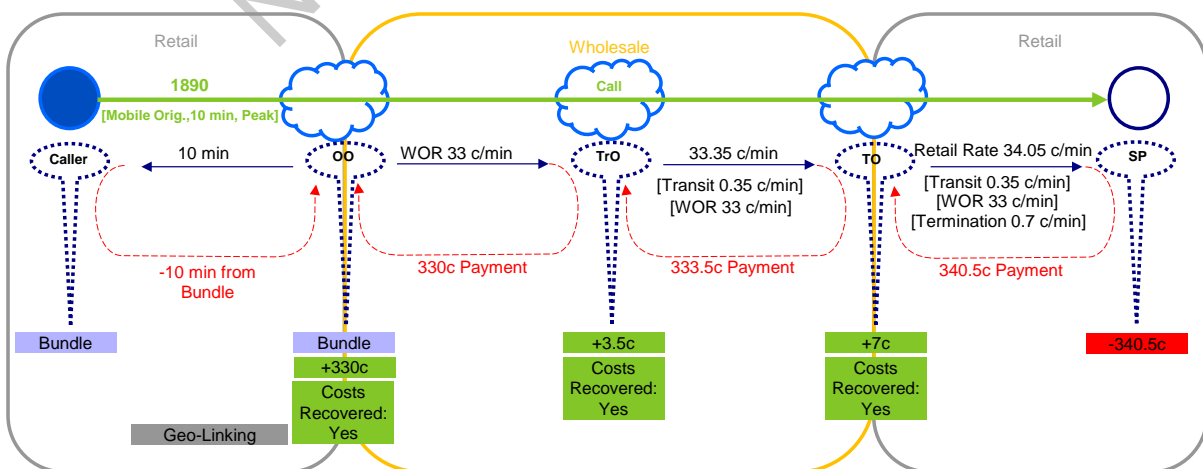 Retail
Wholesale
Retail
1890
Call
[Mobile Orig.,10 min, Peak]
Caller
10 min
OO
WOR 33 c/min
TrO
33.35 c/min
[Transit 0.35 c/min]
[WOR 33 c/min]
TO
Retail Rate 34.05 c/min
[Transit 0.35 c/min]
[WOR 33 c/min]
[Termination 0.7 c/min]
SP
-10 min from
Bundle
330c Payment
333.5c Payment
340.5c Payment
Bundle
Bundle
+3.5c
+7c
-340.5c
+330c
Costs
Recovered:
Yes
Costs
Recovered:
Yes
Costs
Recovered:
Yes
Geo-Linking